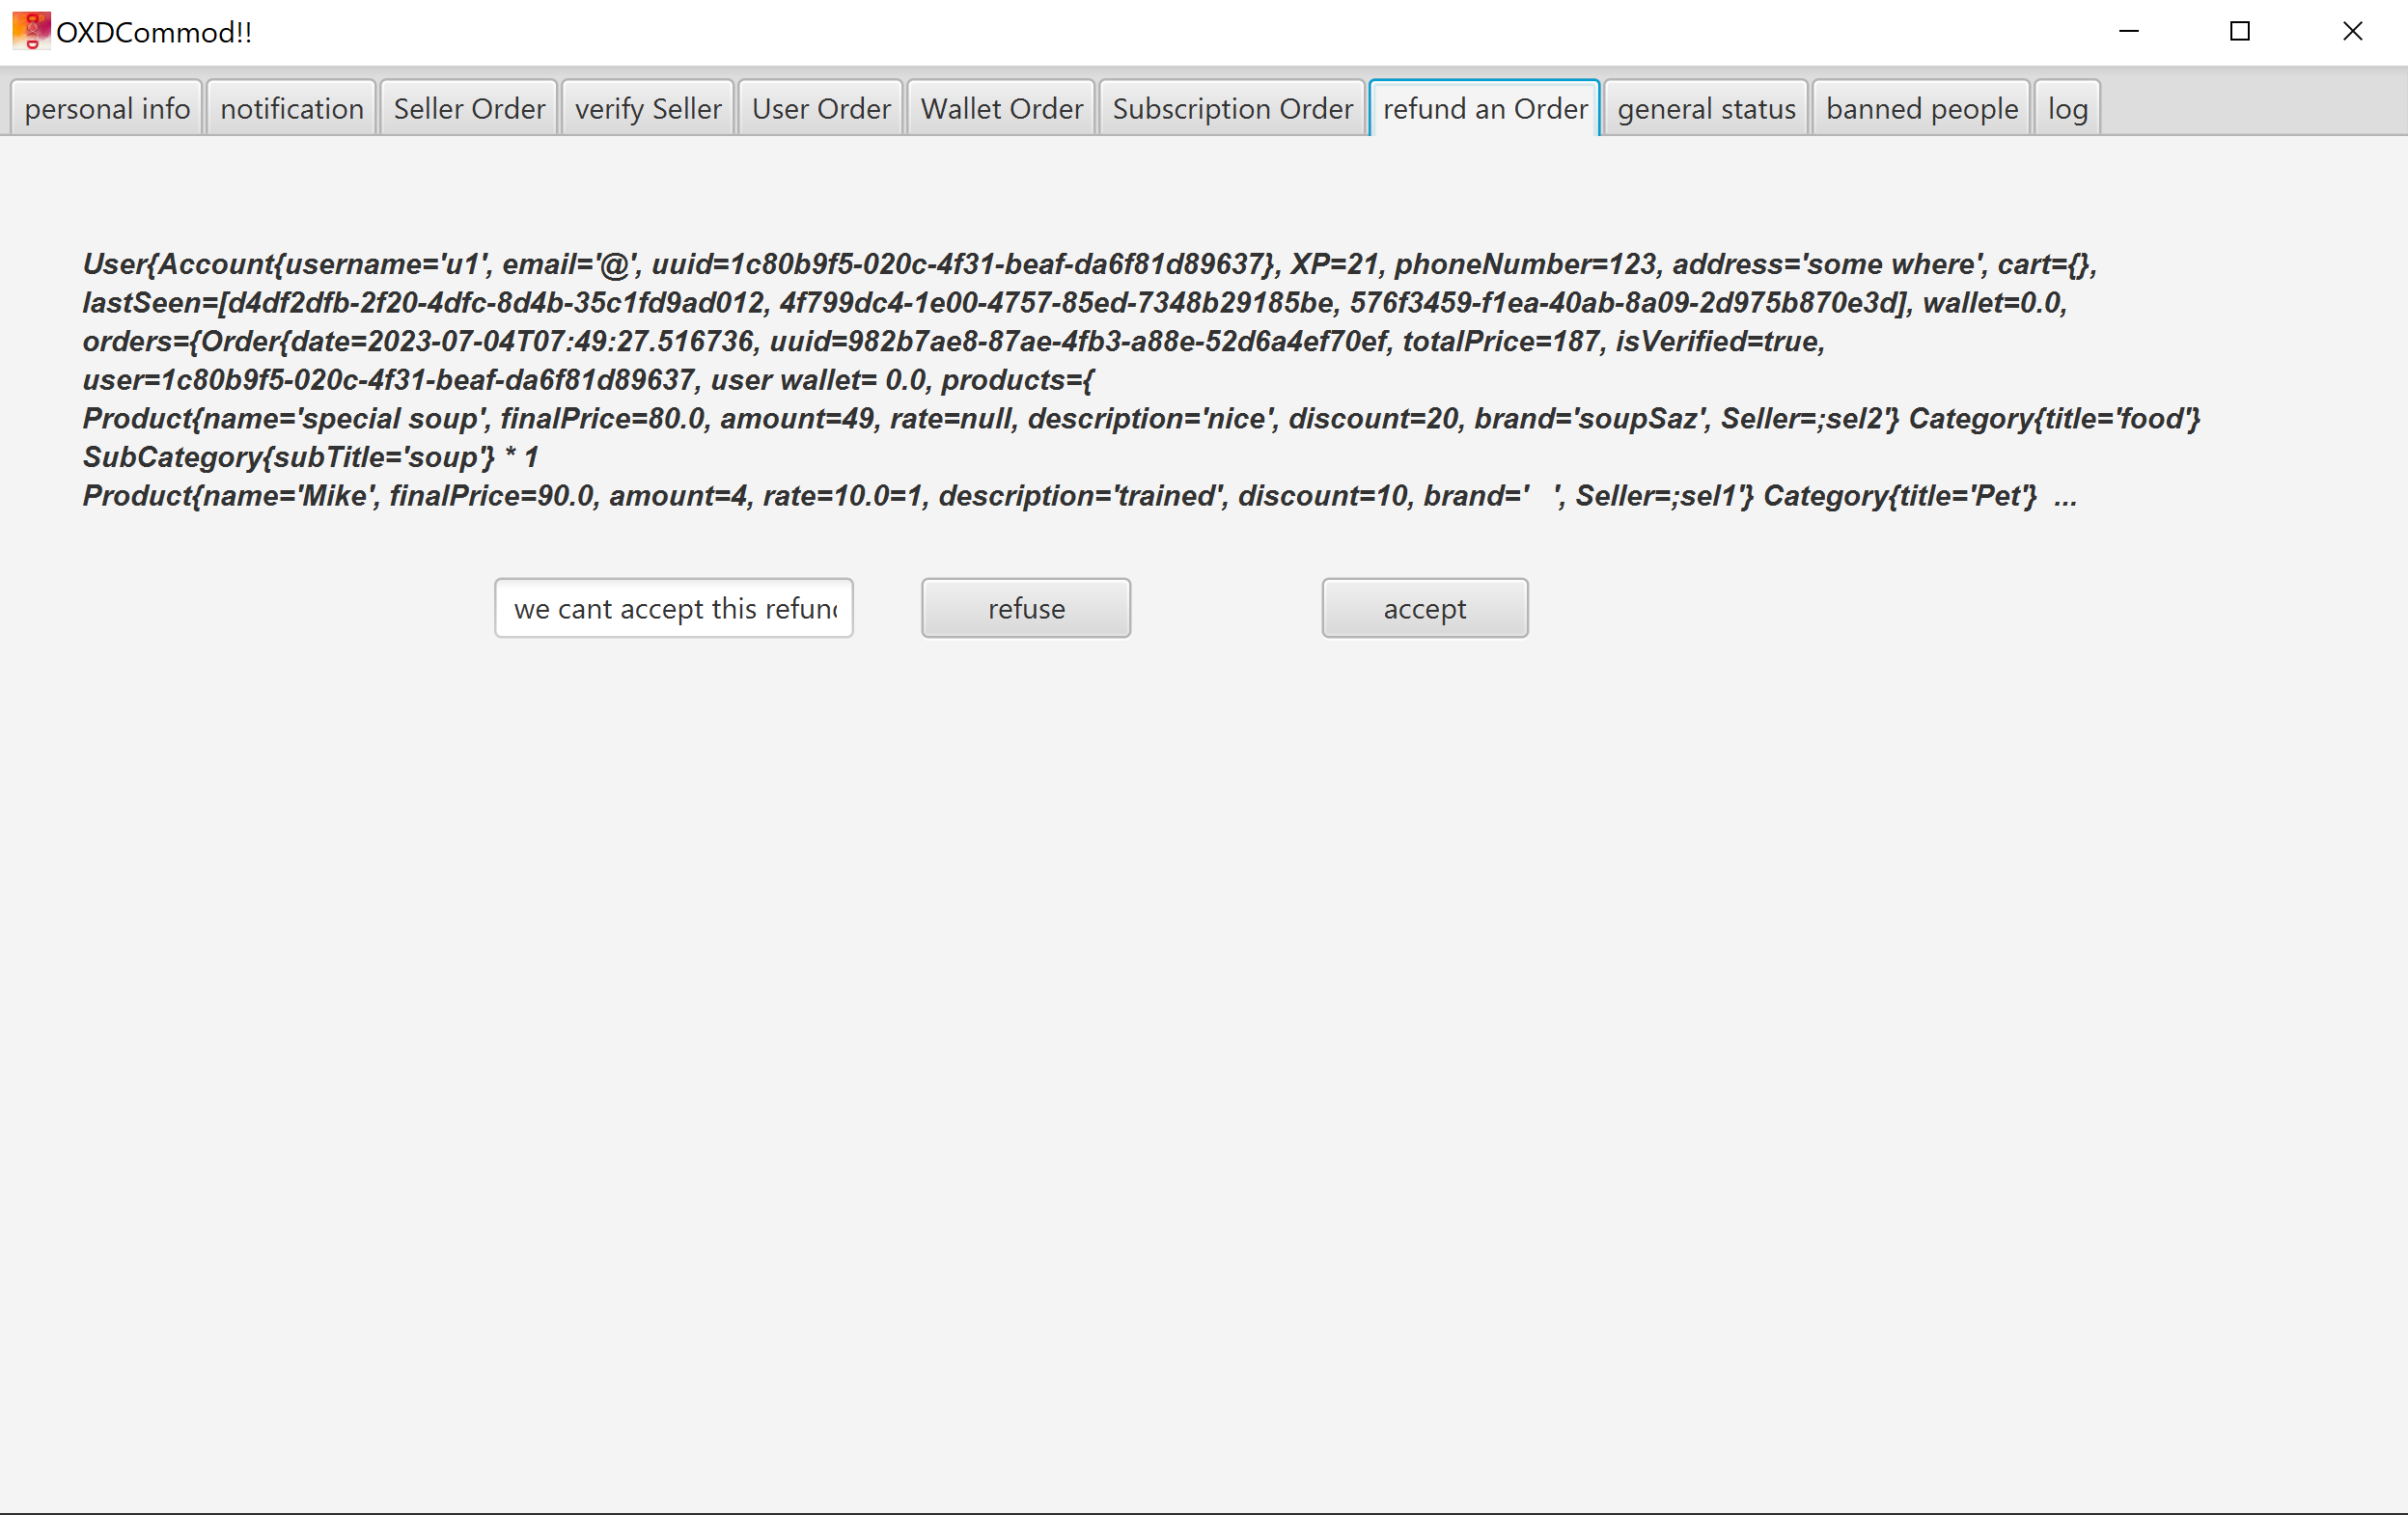 OXDCommod!!
personal info notification Seller Order verify Seller User Order Wallet Order Subscription Order refund an Order general status banned people log
User{Account{username='u1', email='@', uuid=1c80b9f5-020c-4f31-beaf-da6f81d89637}, XP=21, phoneNumber=123, address='some where', cart={},
lastSeen=[d4df2dfb-2f20-4dfc-8d4b-35c1fd9ad012, 4f799dc4-1e00-4757-85ed-7348b29185be, 576f3459-f1ea-40ab-8a09-2d975b870e3d], wallet=0.0,
orders={Order{date=2023-07-04T07:49:27.516736, uuid=982b7ae8-87ae-4fb3-a88e-52d6a4ef70ef, totalPrice=187, isVerified=true,
user=1c80b9f5-020c-4f31-beaf-da6f81d89637, user wallet= 0.0, products={
Product{name='special soup', finalPrice=80.0, amount=49, rate=null, description='nice', discount=20, brand='soupSaz', Seller=;sel2'} Category{title='food'}
SubCategory{subTitle='soup'} * 1
Product{name='Mike', finalPrice=90.0, amount=4, rate=10.0=1, description='trained', discount=10, brand='   ', Seller=;sel1'} Category{title='Pet'}  ...
we cant accept this refund refuse accept